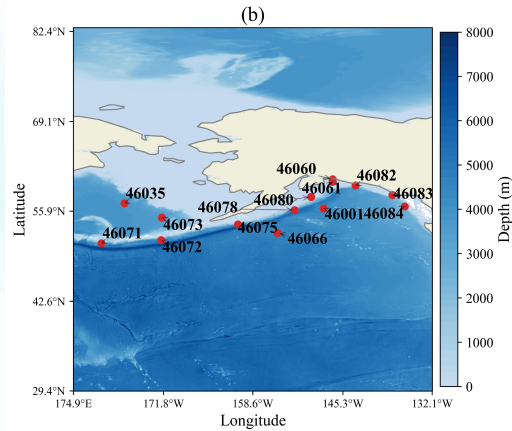 (b)
82.4°N
69.1°N
55.9°N
42.6°N
29.4°N
Latitude
46060
46082
46061
46035
46083
46078
46080
46073
46001
46084
46071
46072
46075
46066
174.9°E
171.8°W
158.6°W
145.3°W
132.1°W
Longitude
8000
7000
6000
5000
4000
3000
2000
1000
0
Depth (m)